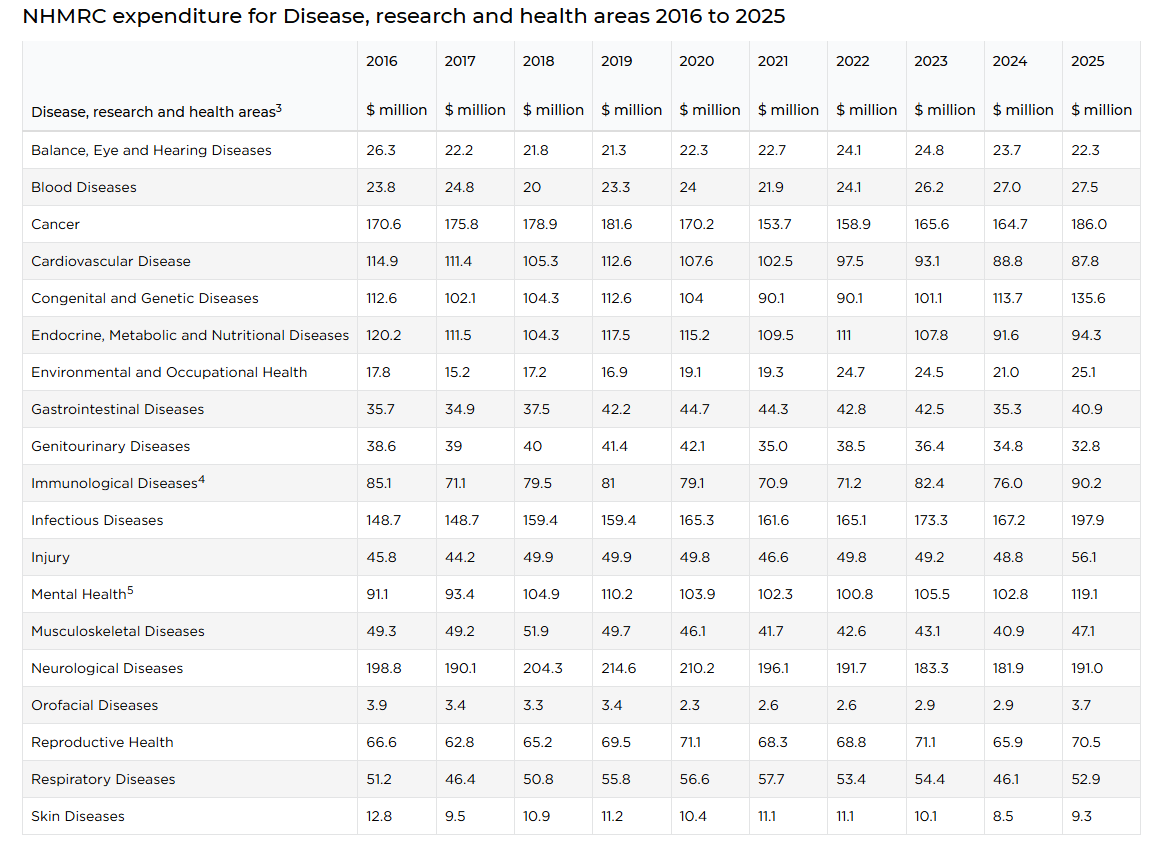 NHMRC expenditure for Disease, research and health areas 2016 to 2025
2016 2017 2018 2019 2020 2021 2022 2023 2024 2025
Disease, research and health areas3 $ million $ million $ million $ million $ million $ million $ million $ million $ million $ million
Balance, Eye and Hearing Diseases 26.3 22.2 21.8 21.3 22.3 22.7 24.1 24.8 23.7 22.3
Blood Diseases 23.8 24.8 20 23.3 24 21.9 24.1 26.2 27.0 27.5
Cancer 170.6 175.8 178.9 181.6 170.2 153.7 158.9 165.6 164.7 186.0
Cardiovascular Disease 114.9 111.4 105.3 112.6 107.6 102.5 97.5 93.1 88.8 87.8
Congenital and Genetic Diseases 112.6 102.1 104.3 112.6 104 90.1 90.1 101.1 113.7 135.6
Endocrine, Metabolic and Nutritional Diseases 120.2 111.5 104.3 117.5 115.2 109.5 111 107.8 91.6 94.3
Environmental and Occupational Health 17.8 15.2 17.2 16.9 19.1 19.3 24.7 24.5 21.0 25.1
Gastrointestinal Diseases 35.7 34.9 37.5 42.2 44.7 44.3 42.8 42.5 35.3 40.9
Genitourinary Diseases 38.6 39 40 41.4 42.1 35.0 38.5 36.4 34.8 32.8
Immunological Diseases4 85.1 71.1 79.5 81 79.1 70.9 71.2 82.4 76.0 90.2
Infectious Diseases 148.7 148.7 159.4 159.4 165.3 161.6 165.1 173.3 167.2 197.9
Injury 45.8 44.2 49.9 49.9 49.8 46.6 49.8 49.2 48.8 56.1
Mental Health5 91.1 93.4 104.9 110.2 103.9 102.3 100.8 105.5 102.8 119.1
Musculoskeletal Diseases 49.3 49.2 51.9 49.7 46.1 41.7 42.6 43.1 40.9 47.1
Neurological Diseases 198.8 190.1 204.3 214.6 210.2 196.1 191.7 183.3 181.9 191.0
Orofacial Diseases 3.9 3.4 3.3 3.4 2.3 2.6 2.6 2.9 2.9 3.7
Reproductive Health 66.6 62.8 65.2 69.5 71.1 68.3 68.8 71.1 65.9 70.5
Respiratory Diseases 51.2 46.4 50.8 55.8 56.6 57.7 53.4 54.4 46.1 52.9
Skin Diseases 12.8 9.5 10.9 11.2 10.4 11.1 11.1 10.1 8.5 9.3